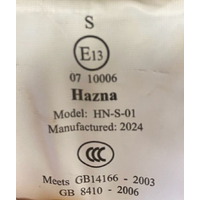 S
E13
07 10006
Hazna
Model: HN-S-01
Manufactured: 2024
CCC
Meets GB14166 - 2003
GB 8410 - 2006